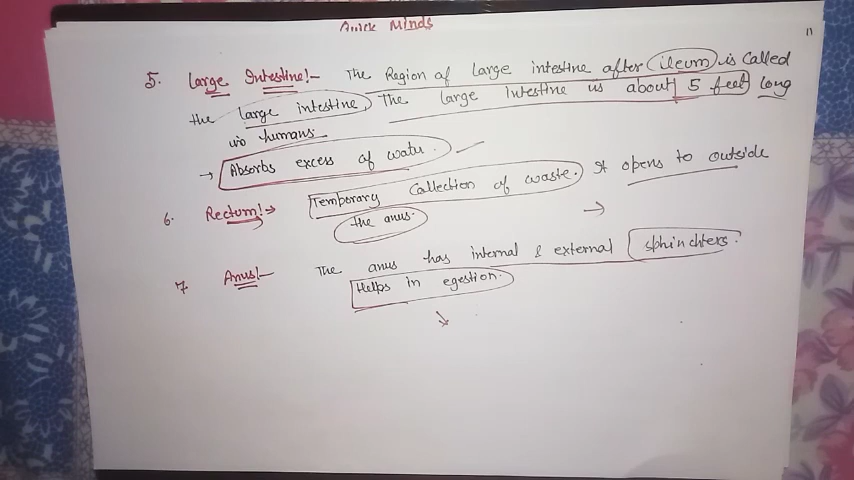 Quick Minds
11
5. Large Intestine:- The Region of large intestine after ileum is called
the large intestine, The large intestine is about 5 feet long
in humans
→ Absorbs excess of water.
6. Rectum:→ Temporary Collection of waste. It opens to outside
the anus. →
7 Anus:- The anus has internal & external sphinchters.
Helps in egestion.